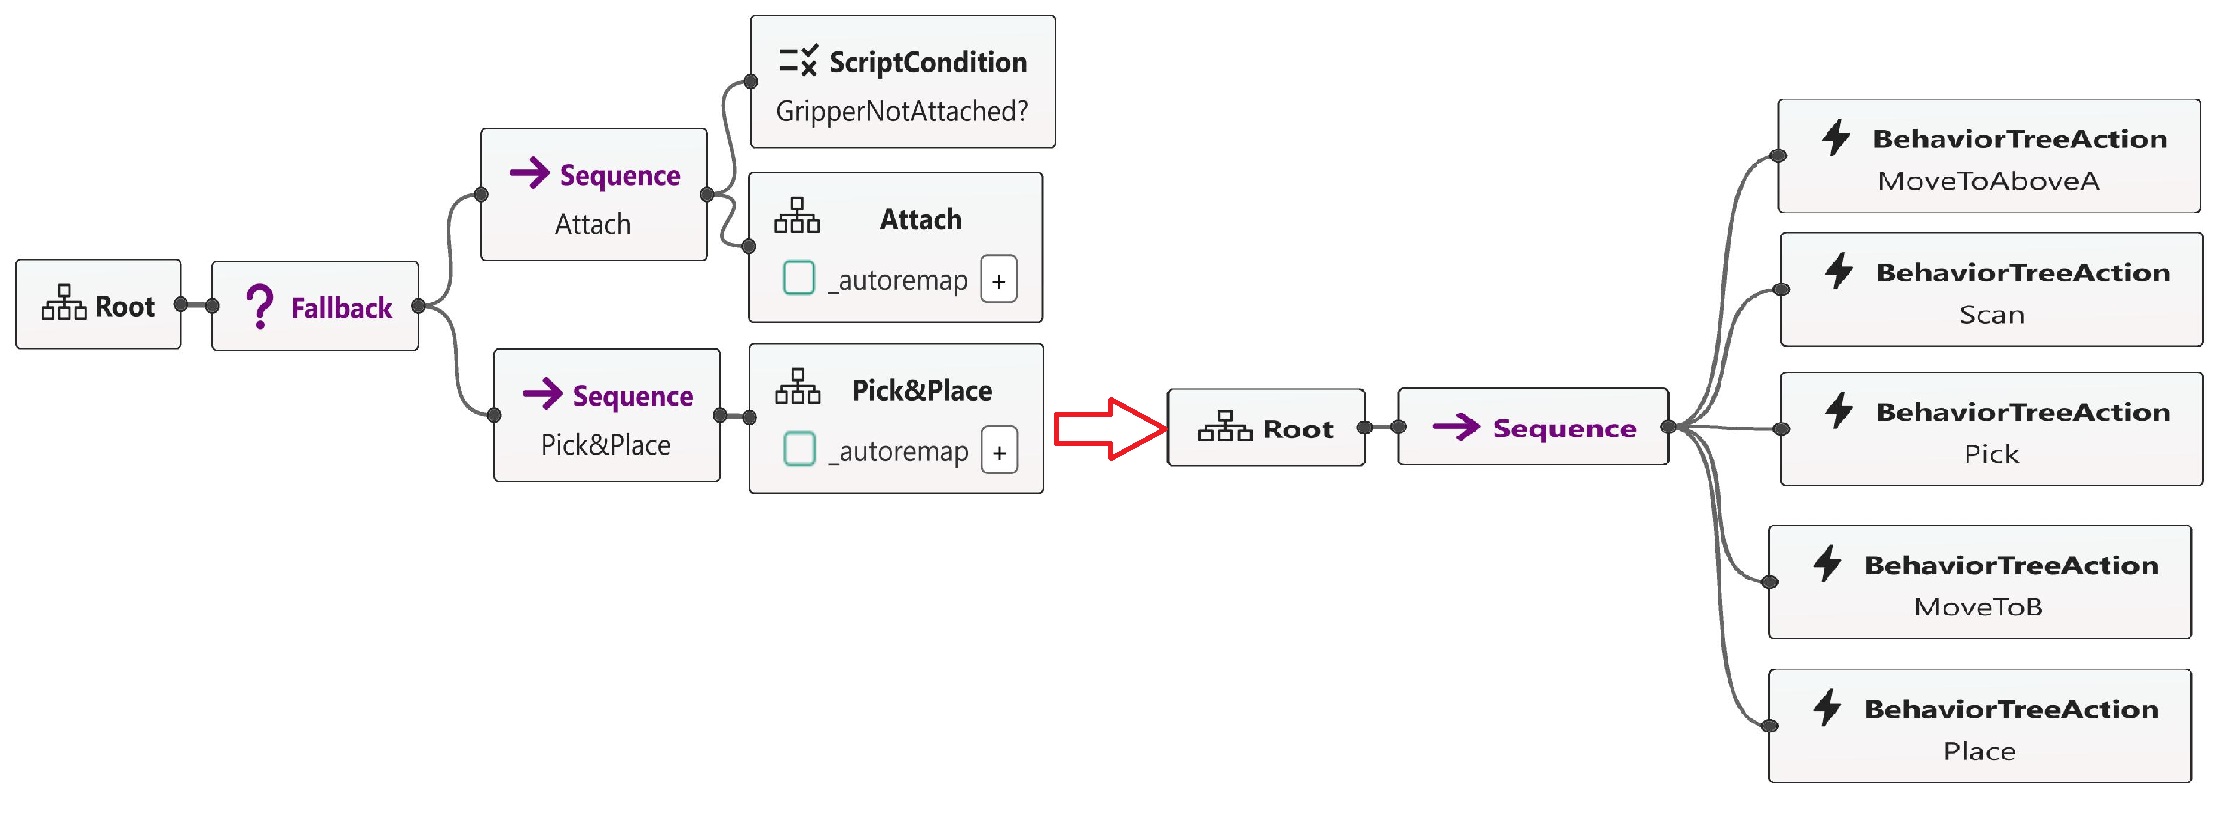 Root
Fallback
Sequence
Attach
ScriptCondition
GripperNotAttached?
Attach
_autoremap +
Sequence
Pick&Place
Pick&Place
_autoremap +
Root
Sequence
BehaviorTreeAction
MoveToAboveA
BehaviorTreeAction
Scan
BehaviorTreeAction
Pick
BehaviorTreeAction
MoveToB
BehaviorTreeAction
Place